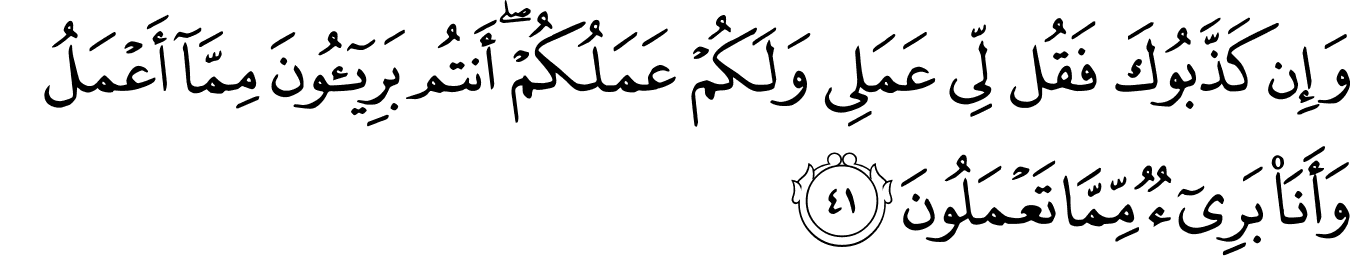 وَإِن كَذَّبُوكَ فَقُل لِّى عَمَلِى وَلَكُمْ عَمَلُكُمْ ۖ أَنتُم بَرِيٓـُٔونَ مِمَّآ أَعْمَلُ
وَأَنَا۠ بَرِىٓءٌ مِّمَّا تَعْمَلُونَ ٤١